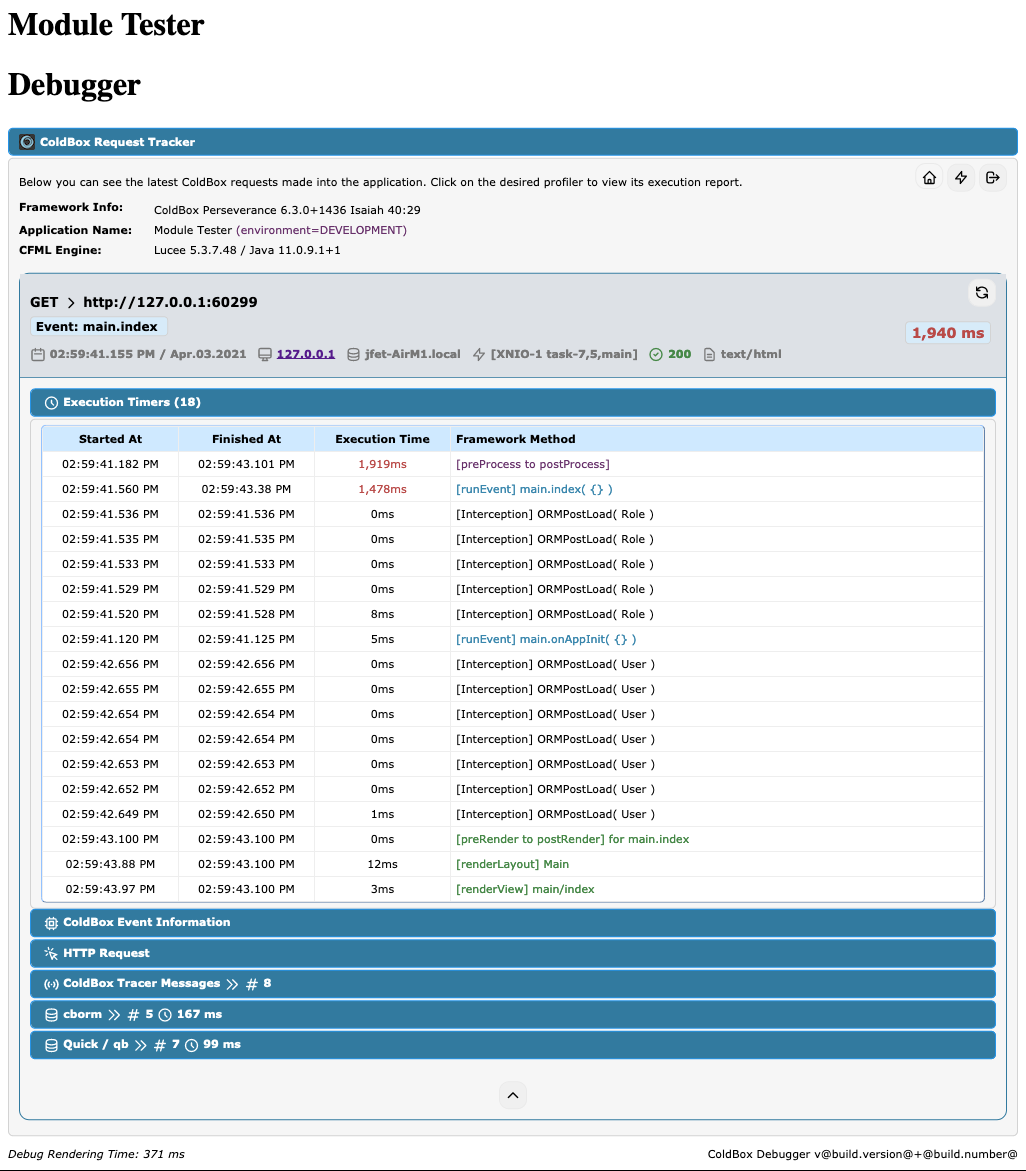 Module Tester
Debugger
ColdBox Request Tracker
Below you can see the latest ColdBox requests made into the application. Click on the desired profiler to view its execution report.
Framework Info: ColdBox Perseverance 6.3.0+1436 Isaiah 40:29
Application Name: Module Tester (environment=DEVELOPMENT)
CFML Engine: Lucee 5.3.7.48 / Java 11.0.9.1+1
GET > http://127.0.0.1:60299
Event: main.index
1,940 ms
02:59:41.155 PM / Apr.03.2021 127.0.0.1 jfet-AirM1.local [XNIO-1 task-7,5,main] 200 text/html
Execution Timers (18)
Started At Finished At Execution Time Framework Method
02:59:41.182 PM 02:59:43.101 PM 1,919ms [preProcess to postProcess]
02:59:41.560 PM 02:59:43.38 PM 1,478ms [runEvent] main.index( {} )
02:59:41.536 PM 02:59:41.536 PM 0ms [Interception] ORMPostLoad( Role )
02:59:41.535 PM 02:59:41.535 PM 0ms [Interception] ORMPostLoad( Role )
02:59:41.533 PM 02:59:41.533 PM 0ms [Interception] ORMPostLoad( Role )
02:59:41.529 PM 02:59:41.529 PM 0ms [Interception] ORMPostLoad( Role )
02:59:41.520 PM 02:59:41.528 PM 8ms [Interception] ORMPostLoad( Role )
02:59:41.120 PM 02:59:41.125 PM 5ms [runEvent] main.onAppInit( {} )
02:59:42.656 PM 02:59:42.656 PM 0ms [Interception] ORMPostLoad( User )
02:59:42.655 PM 02:59:42.655 PM 0ms [Interception] ORMPostLoad( User )
02:59:42.654 PM 02:59:42.654 PM 0ms [Interception] ORMPostLoad( User )
02:59:42.654 PM 02:59:42.654 PM 0ms [Interception] ORMPostLoad( User )
02:59:42.653 PM 02:59:42.653 PM 0ms [Interception] ORMPostLoad( User )
02:59:42.652 PM 02:59:42.652 PM 0ms [Interception] ORMPostLoad( User )
02:59:42.649 PM 02:59:42.650 PM 1ms [Interception] ORMPostLoad( User )
02:59:43.100 PM 02:59:43.100 PM 0ms [preRender to postRender] for main.index
02:59:43.88 PM 02:59:43.100 PM 12ms [renderLayout] Main
02:59:43.97 PM 02:59:43.100 PM 3ms [renderView] main/index
ColdBox Event Information
HTTP Request
ColdBox Tracer Messages >> # 8
cborm >> # 5 167 ms
Quick / qb >> # 7 99 ms
Debug Rendering Time: 371 ms
ColdBox Debugger v@build.version@+@build.number@